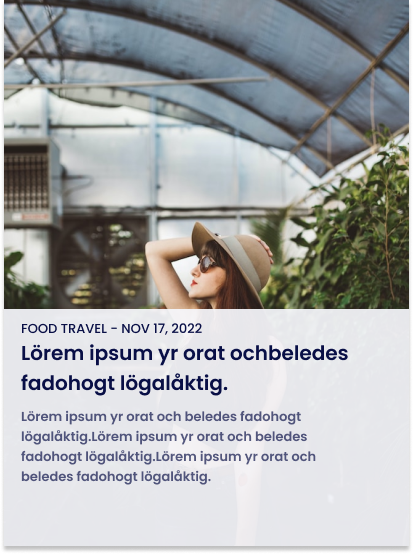 FOOD TRAVEL - NOV 17, 2022
Lörem ipsum yr orat ochbeledes
fadohogt lögalåktig.
Lörem ipsum yr orat och beledes fadohogt
lögalåktig.Lörem ipsum yr orat och beledes
fadohogt lögalåktig.Lörem ipsum yr orat och
beledes fadohogt lögalåktig.